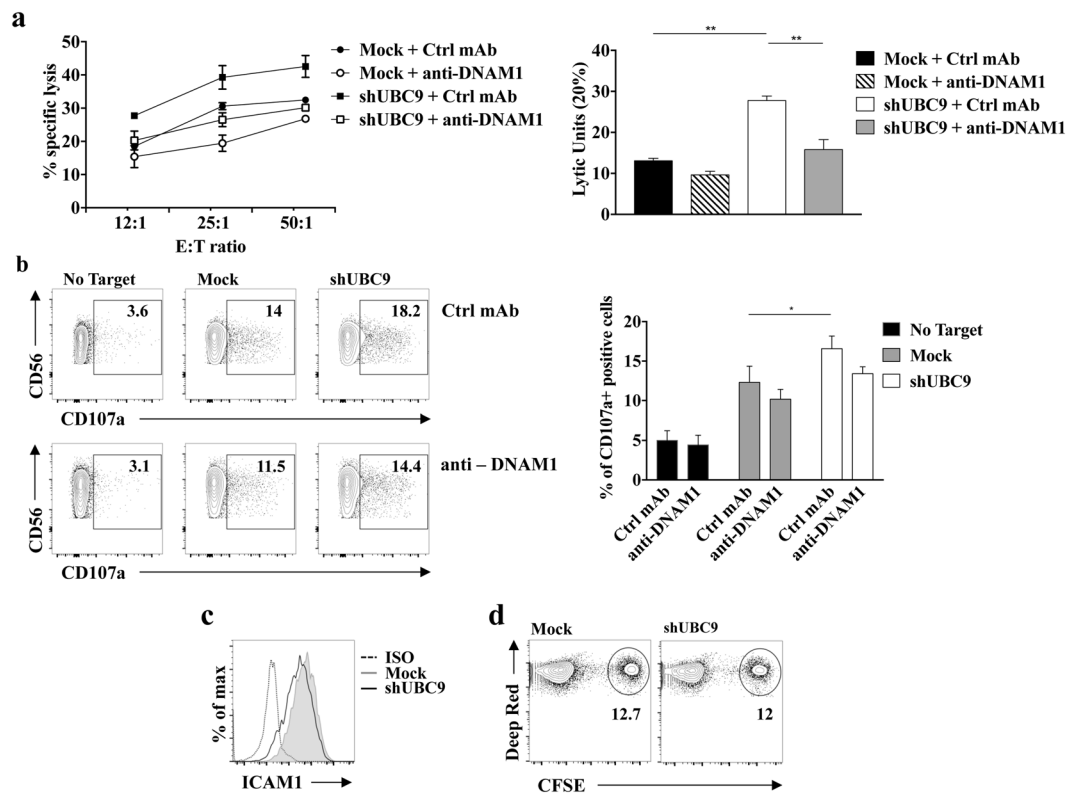 a
50
40
30
20
10
0
% specific lysis
12:1 25:1 50:1
E:T ratio
Mock + Ctrl mAb
Mock + anti-DNAM1
shUBC9 + Ctrl mAb
shUBC9 + anti-DNAM1
** **
40
30
20
10
0
Lytic Units (20%)
Mock + Ctrl mAb
Mock + anti-DNAM1
shUBC9 + Ctrl mAb
shUBC9 + anti-DNAM1
b
No Target Mock shUBC9
3.6 14 18.2
Ctrl mAb
CD56
CD107a
3.1 11.5 14.4
anti – DNAM1
CD56
CD107a
*
20
15
10
5
0
% of CD107a+ positive cells
Ctrl mAb
anti-DNAM1
Ctrl mAb
anti-DNAM1
Ctrl mAb
anti-DNAM1
No Target
Mock
shUBC9
c
% of max
ICAM1
ISO
Mock
shUBC9
d
Mock shUBC9
Deep Red
12.7 12
CFSE